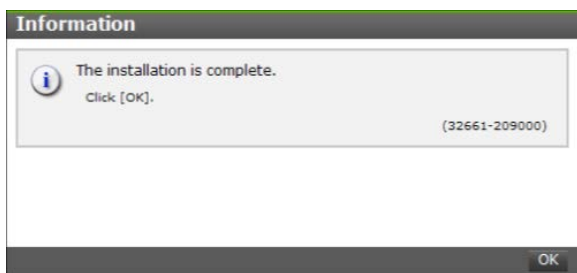 Information
The installation is complete.
Click [OK].
(32661-209000)
OK